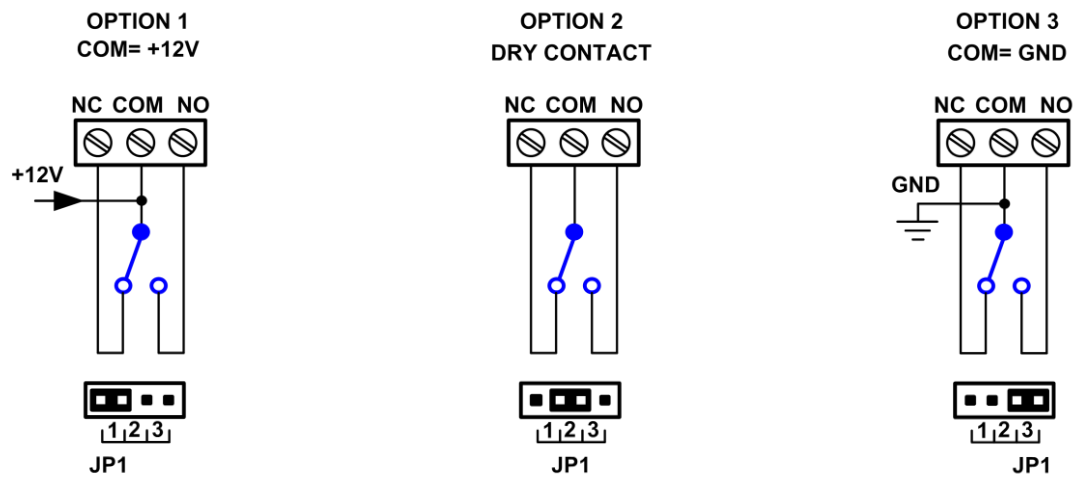 OPTION 1
COM= +12V
NC COM NO
+12V
1 2 3
JP1
OPTION 2
DRY CONTACT
NC COM NO
1 2 3
JP1
OPTION 3
COM= GND
NC COM NO
GND
1 2 3
JP1